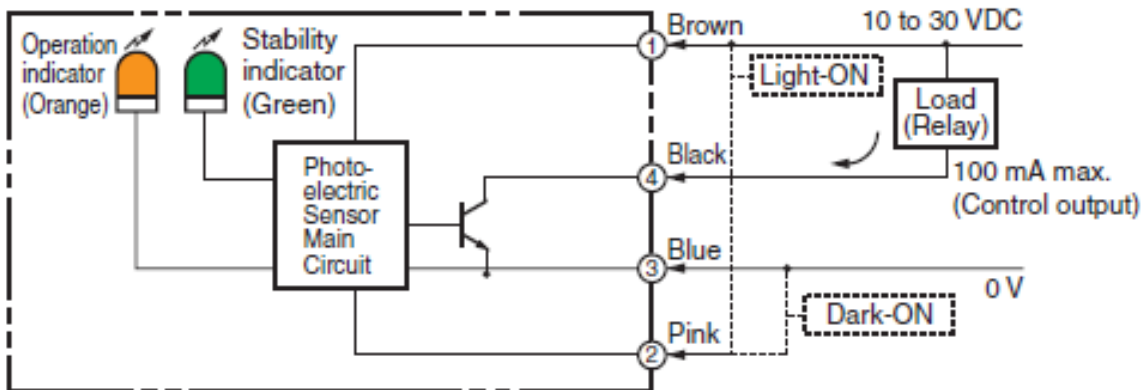 Operation
indicator
(Orange)
Stability
indicator
(Green)
Photo-
electric
Sensor
Main
Circuit
1
Brown
10 to 30 VDC
Light-ON
Load
(Relay)
4
Black
100 mA max.
(Control output)
3
Blue
0 V
Dark-ON
2
Pink